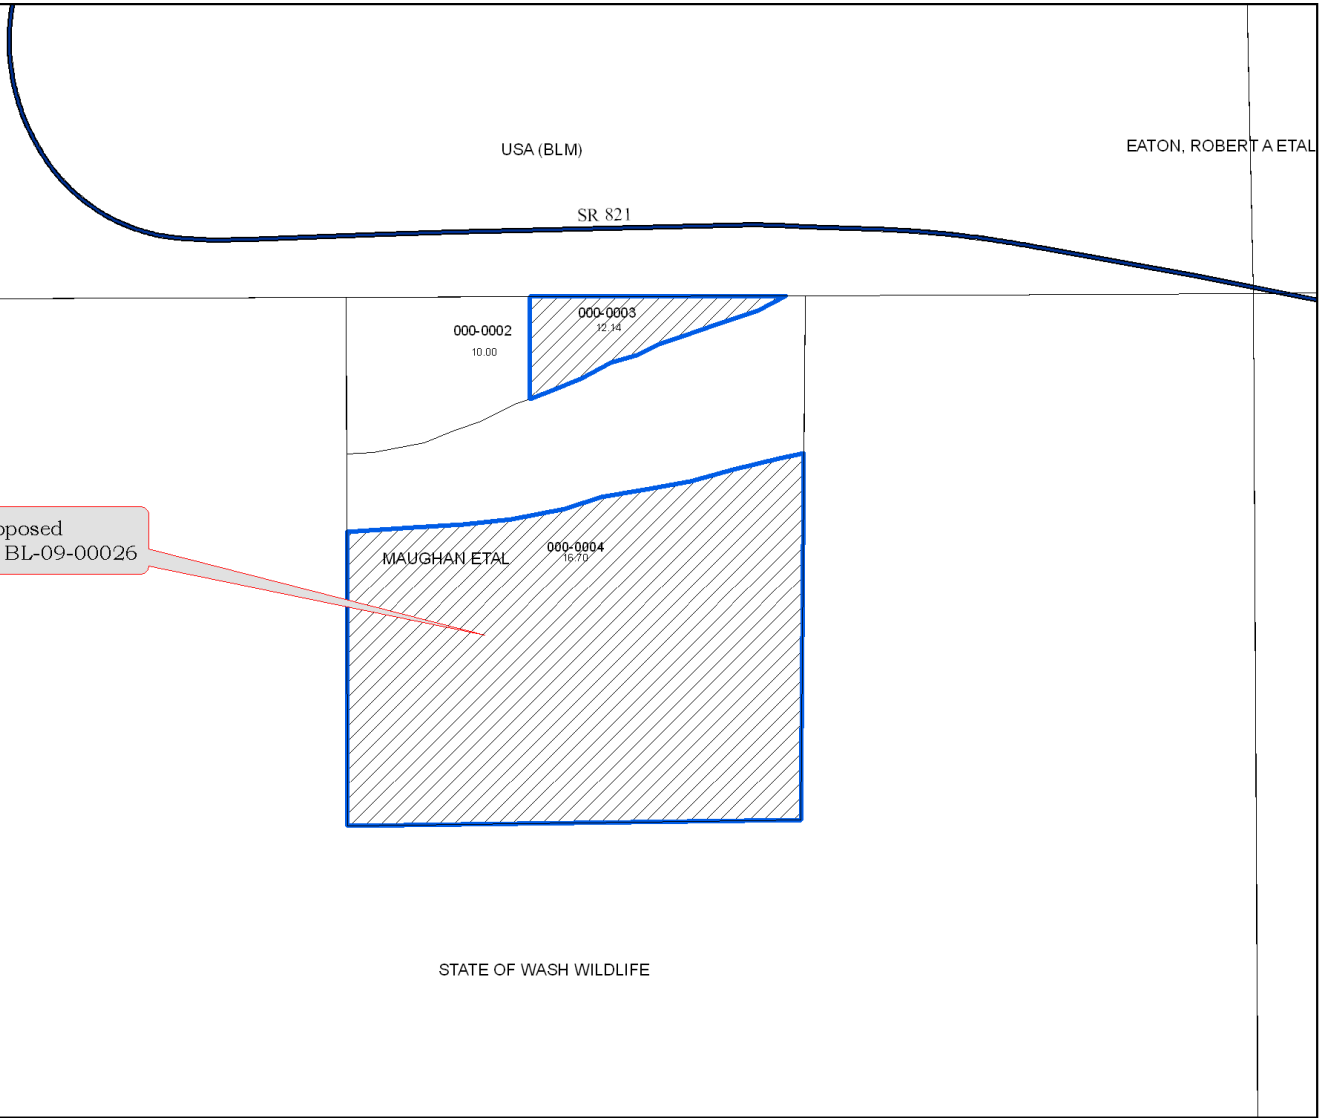 USA (BLM)
EATON, ROBERT A ETAL
SR 821
000-0003
12.14
000-0002
10.00
posed
BL-09-00026
MAUGHAN ETAL
000-0004
16.70
STATE OF WASH WILDLIFE